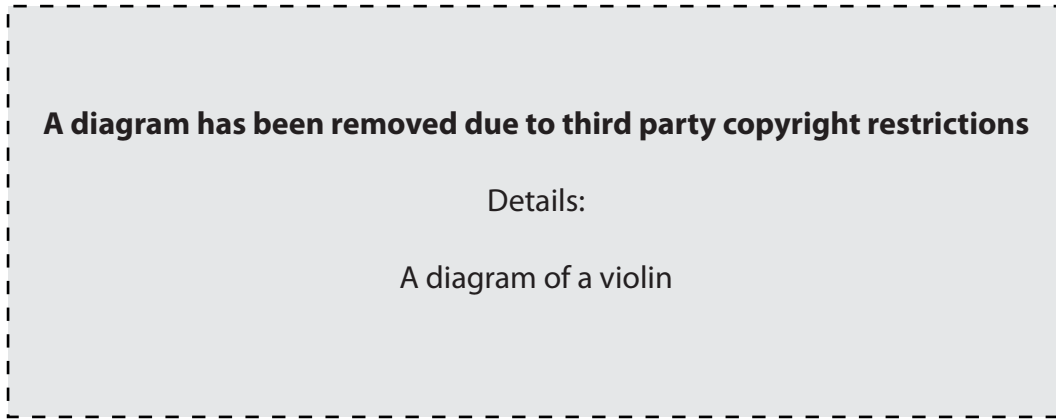 A diagram has been removed due to third party copyright restrictions
Details:
A diagram of a violin